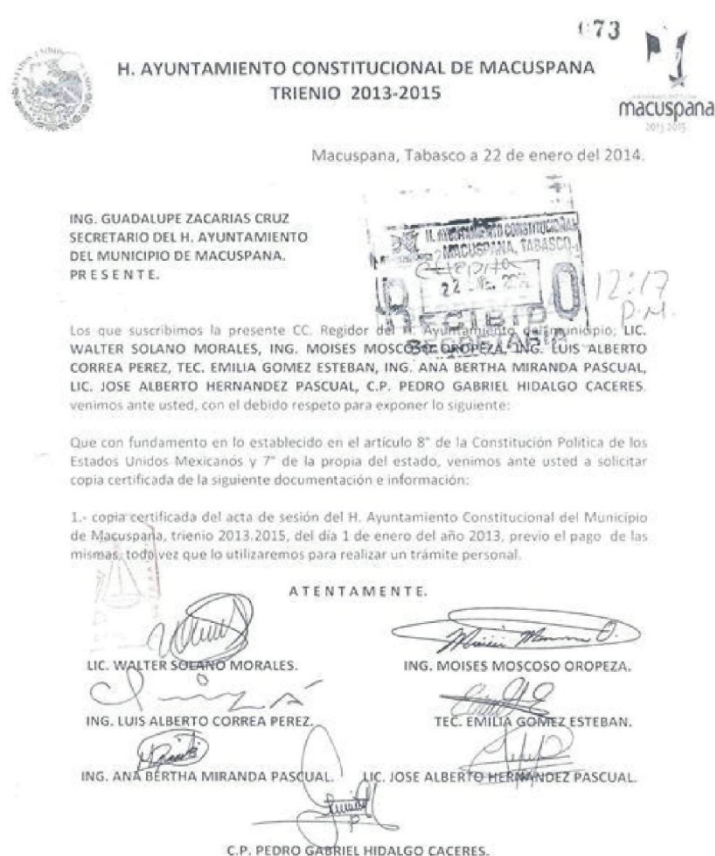 073
H. AYUNTAMIENTO CONSTITUCIONAL DE MACUSPANA
TRIENIO 2013-2015
macuspana
2013-2015
Macuspana, Tabasco a 22 de enero del 2014.
ING. GUADALUPE ZACARIAS CRUZ
SECRETARIO DEL H. AYUNTAMIENTO
DEL MUNICIPIO DE MACUSPANA.
P R E S E N T E.
H. AYUNTAMIENTO CONSTITUCIONAL
MACUSPANA, TABASCO.
22
RECIBIDO
12:17
P.M.
Los que suscribimos la presente CC. Regidor del H. Ayuntamiento del municipio; LIC.
WALTER SOLANO MORALES, ING. MOISES MOSCOSO OROPEZA, ING. LUIS ALBERTO
CORREA PEREZ, TEC. EMILIA GOMEZ ESTEBAN, ING. ANA BERTHA MIRANDA PASCUAL,
LIC. JOSE ALBERTO HERNANDEZ PASCUAL, C.P. PEDRO GABRIEL HIDALGO CACERES.
venimos ante usted, con el debido respeto para exponer lo siguiente:
Que con fundamento en lo establecido en el artículo 8° de la Constitución Politica de los
Estados Unidos Mexicanos y 7° de la propia del estado, venimos ante usted a solicitar
copia certificada de la siguiente documentación e información:
1.- copia certificada del acta de sesión del H. Ayuntamiento Constitucional del Municipio
de Macuspana, trienio 2013.2015, del día 1 de enero del año 2013, previo el pago de las
mismas, toda vez que lo utilizaremos para realizar un trámite personal.
A T E N T A M E N T E.
LIC. WALTER SOLANO MORALES.
ING. MOISES MOSCOSO OROPEZA.
ING. LUIS ALBERTO CORREA PEREZ.
TEC. EMILIA GOMEZ ESTEBAN.
ING. ANA BERTHA MIRANDA PASCUAL.
LIC. JOSE ALBERTO HERNANDEZ PASCUAL.
C.P. PEDRO GABRIEL HIDALGO CACERES.